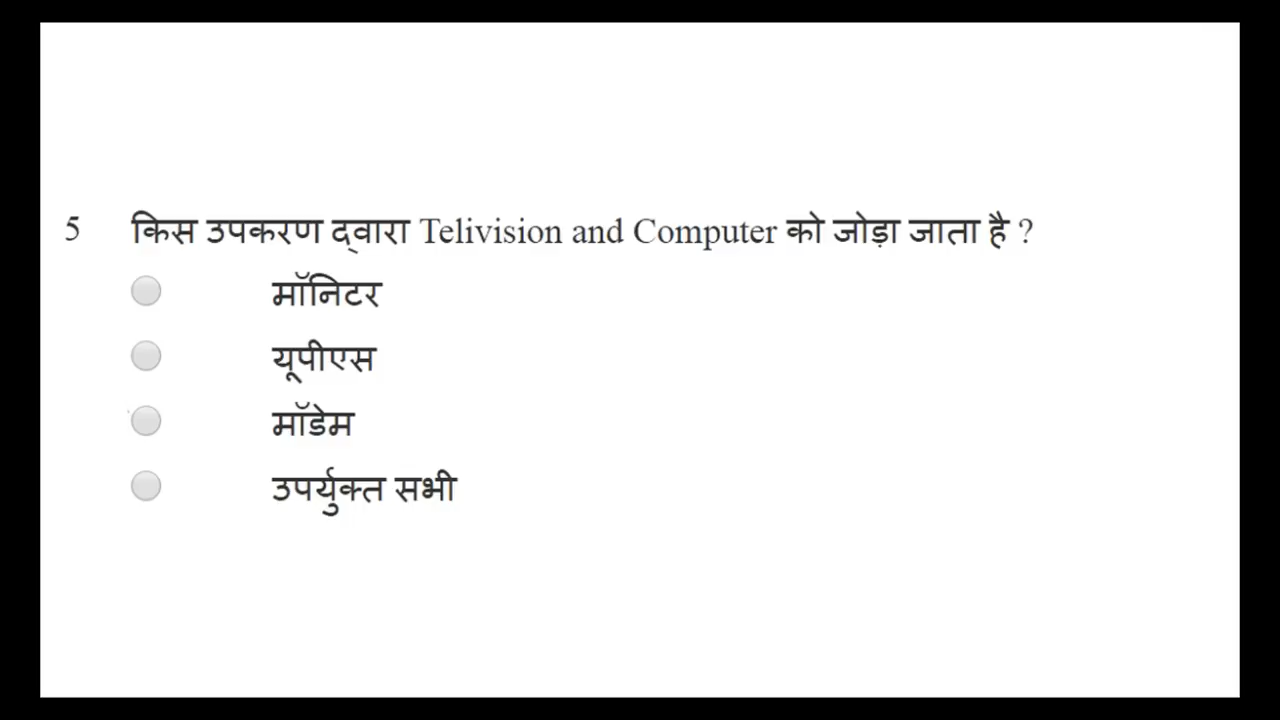 5 किस उपकरण द्वारा Telivision and Computer को जोड़ा जाता है ?
मॉनिटर
यूपीएस
मॉडेम
उपर्युक्त सभी